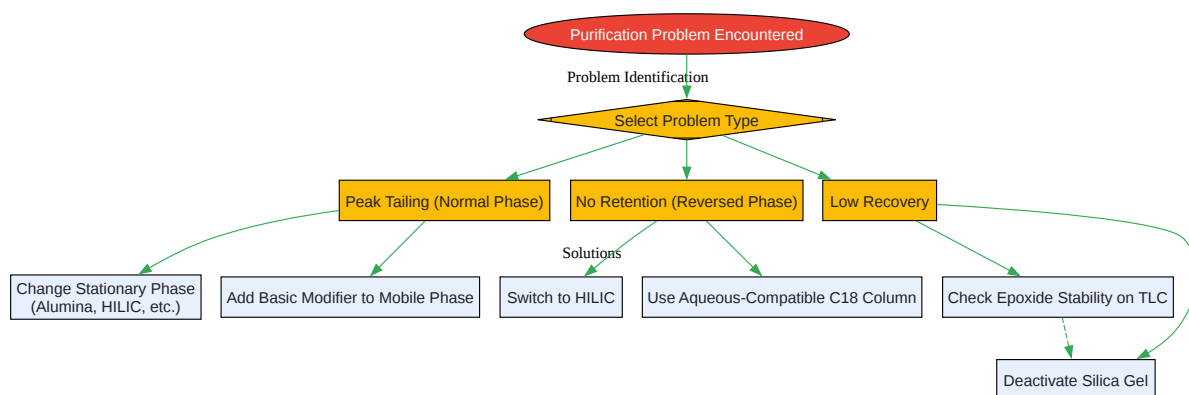 Purification Problem Encountered
Problem Identification
Select Problem Type
Peak Tailing (Normal Phase)
No Retention (Reversed Phase)
Low Recovery
Solutions
Change Stationary Phase
(Alumina, HILIC, etc.)
Add Basic Modifier to Mobile Phase
Switch to HILIC
Use Aqueous-Compatible C18 Column
Check Epoxide Stability on TLC
Deactivate Silica Gel